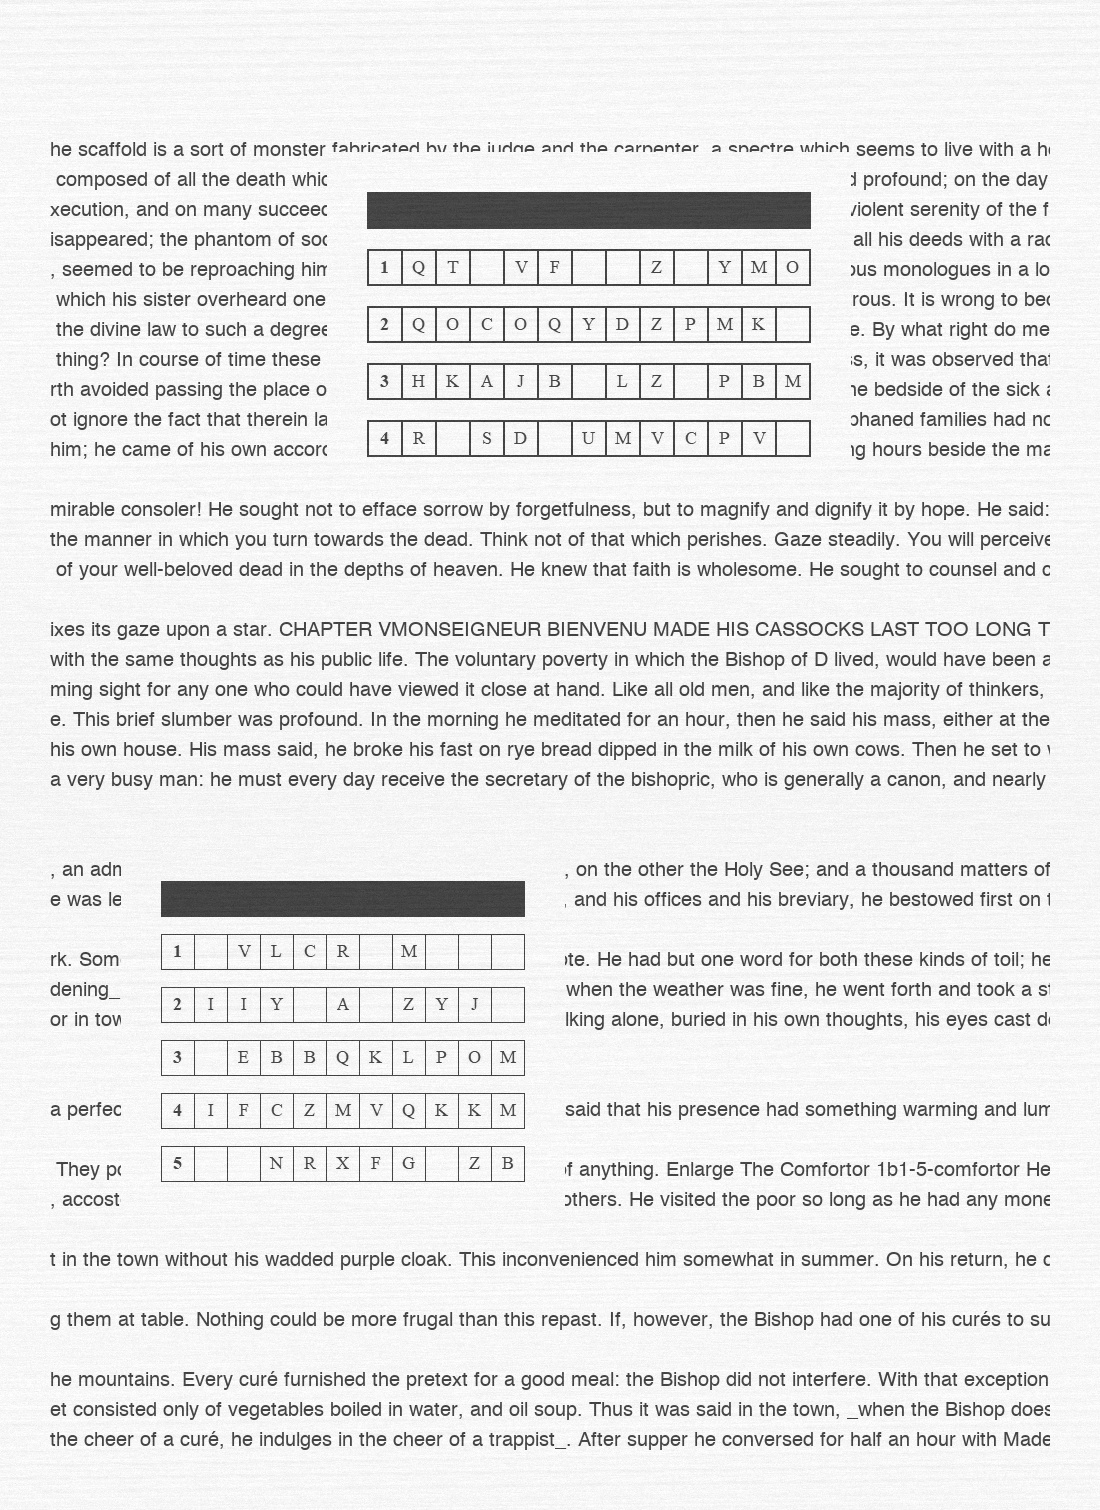 he scaffold is a sort of monster fabricated by the judge and the carpenter, a spectre which seems to live with a h
composed of all the death whic
xecution, and on many succeed
isappeared; the phantom of soc
, seemed to be reproaching him
which his sister overheard one
the divine law to such a degree
thing? In course of time these
rth avoided passing the place o
ot ignore the fact that therein la
him; he came of his own accord
1 Q T V F Z Y M O
2 Q O C O Q Y D Z P M K
3 H K A J B L Z P B M
4 R S D U M V C P V
d profound; on the day
violent serenity of the f
all his deeds with a rad
ous monologues in a lo
rous. It is wrong to bec
e. By what right do me
ss, it was observed that
he bedside of the sick a
phaned families had no
ng hours beside the ma
mirable consoler! He sought not to efface sorrow by forgetfulness, but to magnify and dignify it by hope. He said:
the manner in which you turn towards the dead. Think not of that which perishes. Gaze steadily. You will perceive
of your well-beloved dead in the depths of heaven. He knew that faith is wholesome. He sought to counsel and c
ixes its gaze upon a star. CHAPTER VMONSEIGNEUR BIENVENU MADE HIS CASSOCKS LAST TOO LONG T
with the same thoughts as his public life. The voluntary poverty in which the Bishop of D lived, would have been a
ming sight for any one who could have viewed it close at hand. Like all old men, and like the majority of thinkers,
e. This brief slumber was profound. In the morning he meditated for an hour, then he said his mass, either at the
his own house. His mass said, he broke his fast on rye bread dipped in the milk of his own cows. Then he set to w
a very busy man: he must every day receive the secretary of the bishopric, who is generally a canon, and nearly
, an adm
e was le
rk. Som
dening_
or in tow
a perfec
They po
, accost
1 V L C R M
2 I I Y A Z Y J
3 E B B Q K L P O M
4 I F C Z M V Q K K M
5 N R X F G Z B
, on the other the Holy See; and a thousand matters of
, and his offices and his breviary, he bestowed first on t
ote. He had but one word for both these kinds of toil; he
when the weather was fine, he went forth and took a st
lking alone, buried in his own thoughts, his eyes cast do
said that his presence had something warming and lum
of anything. Enlarge The Comfortor 1b1-5-comfortor He
others. He visited the poor so long as he had any mone
t in the town without his wadded purple cloak. This inconvenienced him somewhat in summer. On his return, he d
g them at table. Nothing could be more frugal than this repast. If, however, the Bishop had one of his curés to su
he mountains. Every curé furnished the pretext for a good meal: the Bishop did not interfere. With that exception
et consisted only of vegetables boiled in water, and oil soup. Thus it was said in the town, _when the Bishop does
the cheer of a curé, he indulges in the cheer of a trappist_. After supper he conversed for half an hour with Made